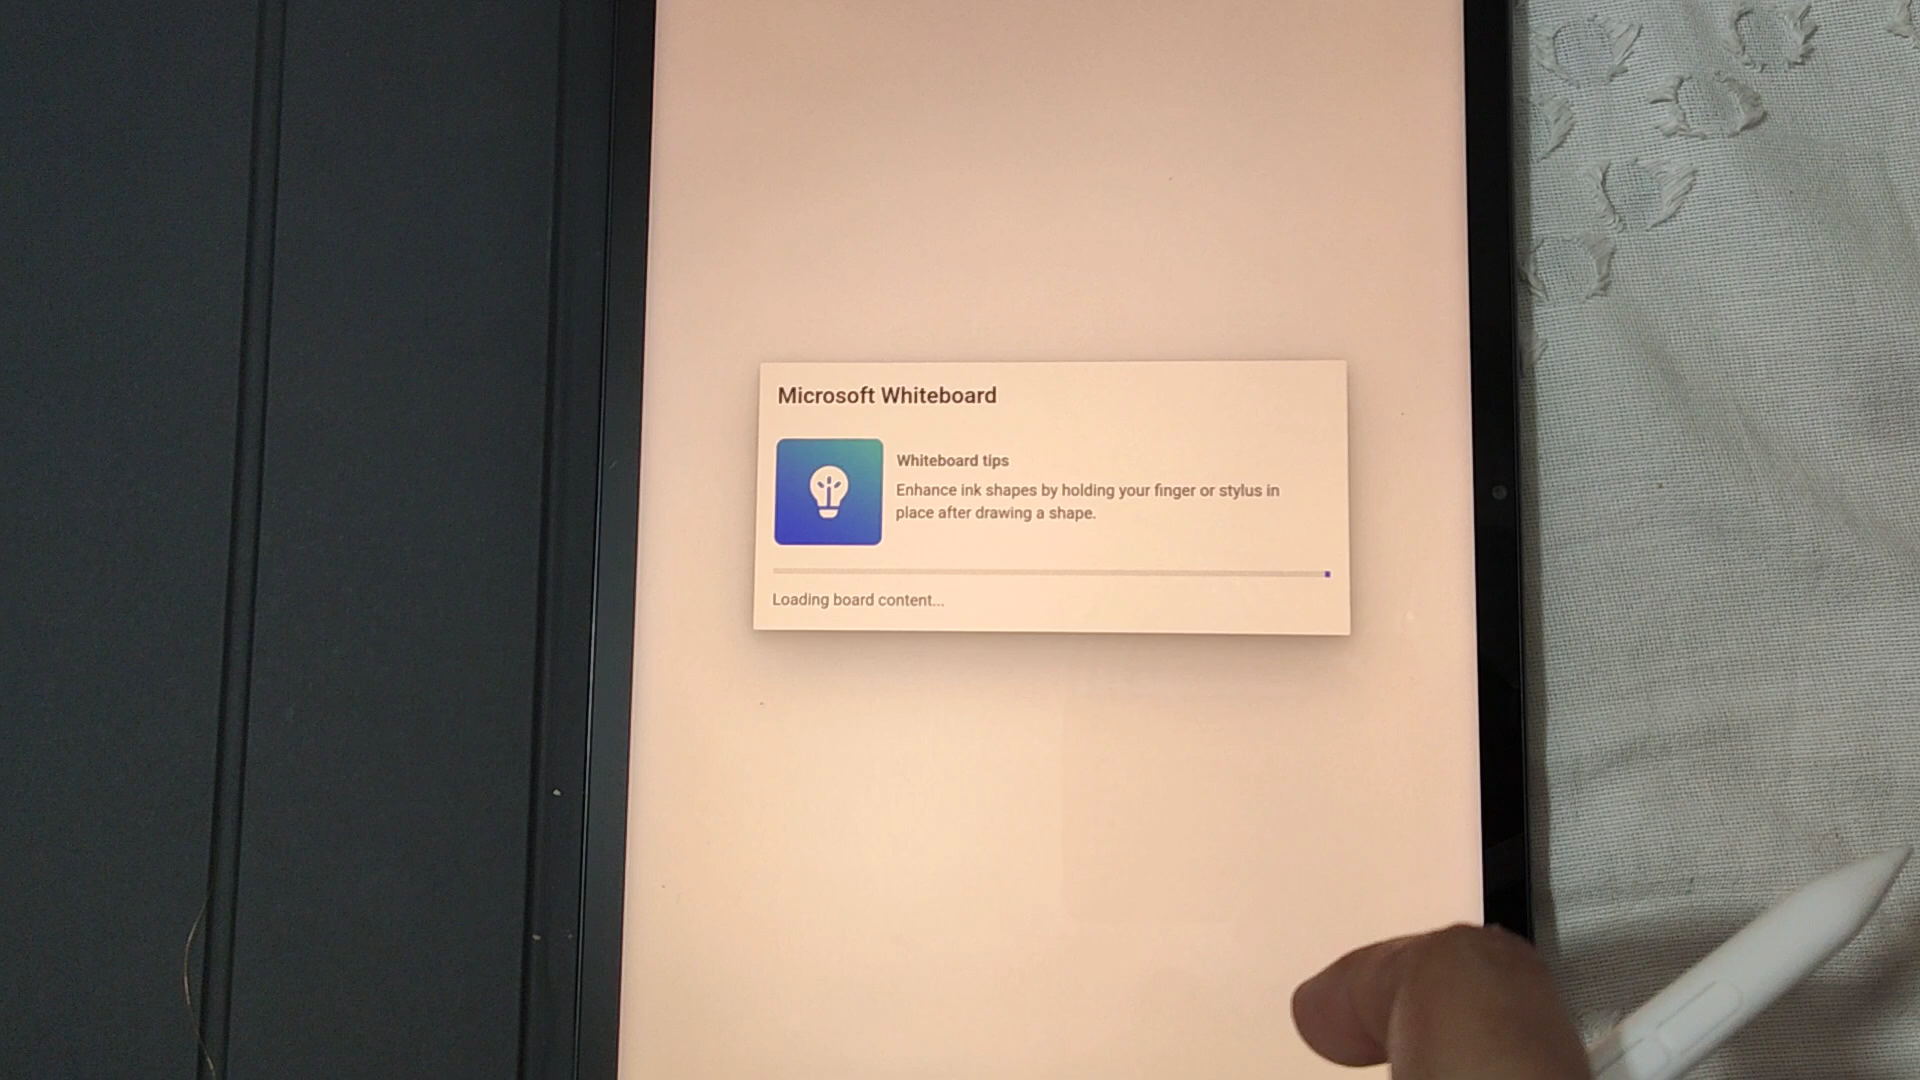 Microsoft Whiteboard
Whiteboard tips
Enhance ink shapes by holding your finger or stylus in
place after drawing a shape.
Loading board content...